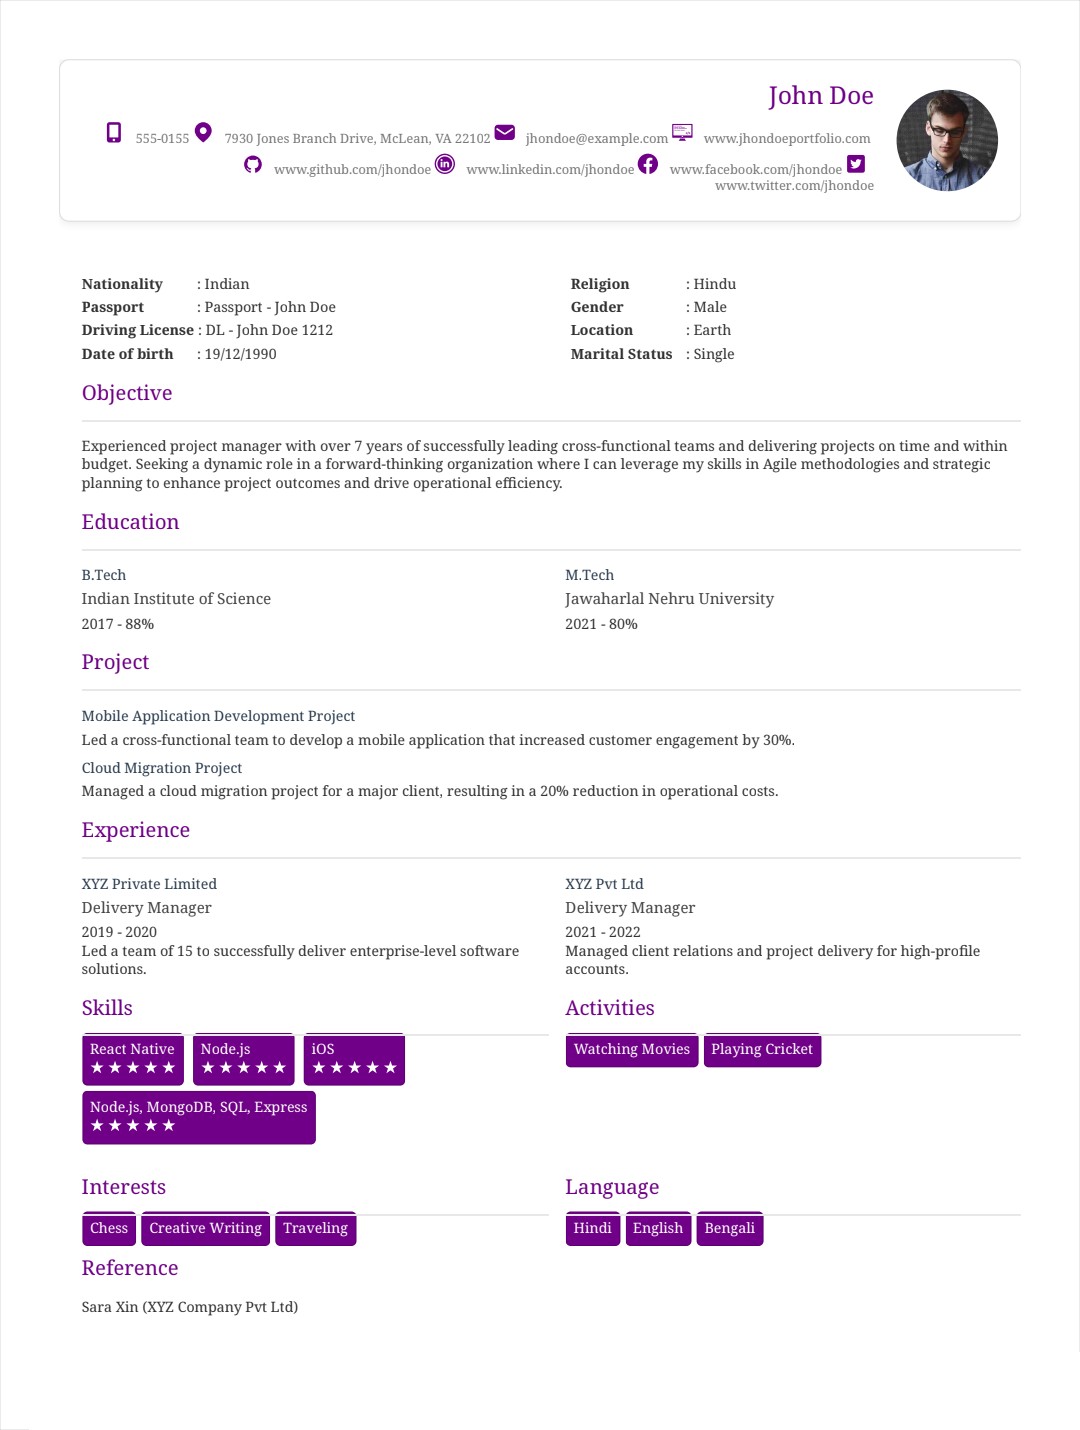 John Doe
555-0155 7930 Jones Branch Drive, McLean, VA 22102 jhondoe@example.com www.jhondoeportfolio.com
www.github.com/jhondoe www.linkedin.com/jhondoe www.facebook.com/jhondoe
www.twitter.com/jhondoe
Nationality : Indian
Passport : Passport - John Doe
Driving License : DL - John Doe 1212
Date of birth : 19/12/1990
Religion : Hindu
Gender : Male
Location : Earth
Marital Status : Single
Objective
Experienced project manager with over 7 years of successfully leading cross-functional teams and delivering projects on time and within
budget. Seeking a dynamic role in a forward-thinking organization where I can leverage my skills in Agile methodologies and strategic
planning to enhance project outcomes and drive operational efficiency.
Education
B.Tech
Indian Institute of Science
2017 - 88%
M.Tech
Jawaharlal Nehru University
2021 - 80%
Project
Mobile Application Development Project
Led a cross-functional team to develop a mobile application that increased customer engagement by 30%.
Cloud Migration Project
Managed a cloud migration project for a major client, resulting in a 20% reduction in operational costs.
Experience
XYZ Private Limited
Delivery Manager
2019 - 2020
Led a team of 15 to successfully deliver enterprise-level software
solutions.
XYZ Pvt Ltd
Delivery Manager
2021 - 2022
Managed client relations and project delivery for high-profile
accounts.
Skills
React Native
★★★★★
Node.js
★★★★★
iOS
★★★★★
Node.js, MongoDB, SQL, Express
★★★★★
Activities
Watching Movies
Playing Cricket
Interests
Chess
Creative Writing
Traveling
Language
Hindi
English
Bengali
Reference
Sara Xin (XYZ Company Pvt Ltd)